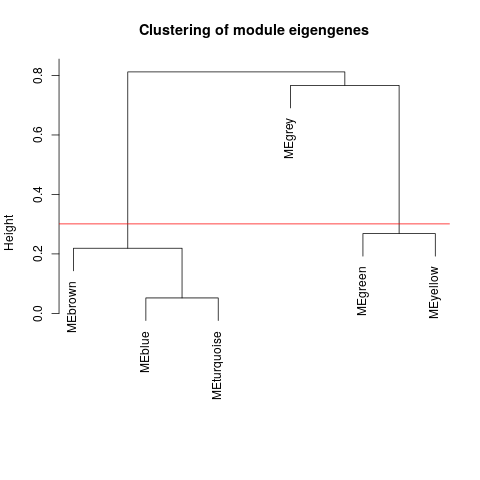 Clustering of module eigengenes
Height
0.8
0.6
0.4
0.2
0.0
MEgrey
MEbrown
MEblue
MEturquoise
MEgreen
MEyellow